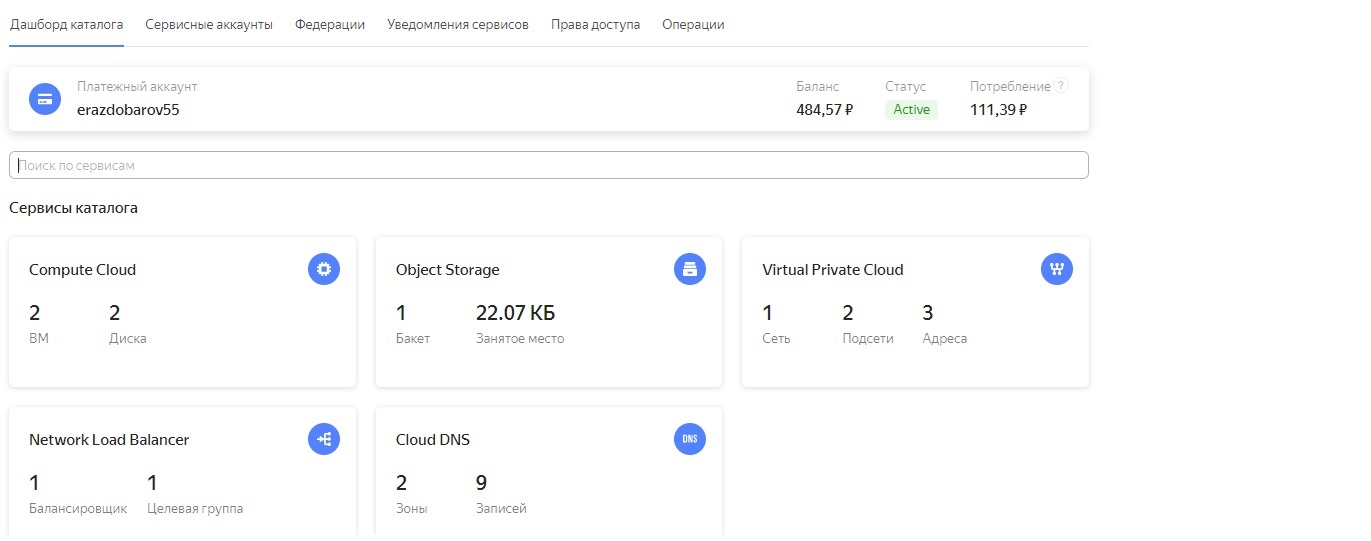 Дашборд каталога Сервисные аккаунты Федерации Уведомления сервисов Права доступа Операции
Платежный аккаунт Баланс Статус Потребление ?
erazdobarov55 484,57 ₽ Active 111,39 ₽
Поиск по сервисам
Сервисы каталога
Compute Cloud Object Storage Virtual Private Cloud
2 2 1 22.07 КБ 1 2 3
ВМ Диска Бакет Занятое место Сеть Подсети Адреса
Network Load Balancer Cloud DNS DNS
1 1 2 9
Балансировщик Целевая группа Зоны Записей